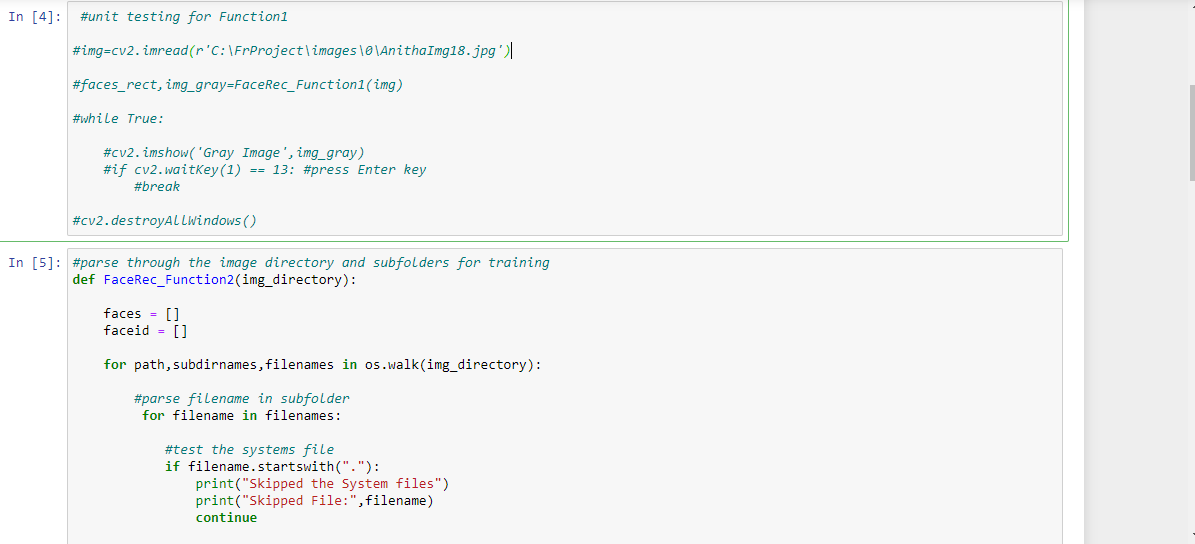 In [4]: #unit testing for Function1
#img=cv2.imread(r'C:\FrProject\images\0\AnithaImg18.jpg')
#faces_rect,img_gray=FaceRec_Function1(img)
#while True:
#cv2.imshow('Gray Image',img_gray)
#if cv2.waitKey(1) == 13: #press Enter key
#break
#cv2.destroyAllWindows()
In [5]: #parse through the image directory and subfolders for training
def FaceRec_Function2(img_directory):
faces = []
faceid = []
for path,subdirnames,filenames in os.walk(img_directory):
#parse filename in subfolder
for filename in filenames:
#test the systems file
if filename.startswith("."):
print("Skipped the System files")
print("Skipped File:",filename)
continue